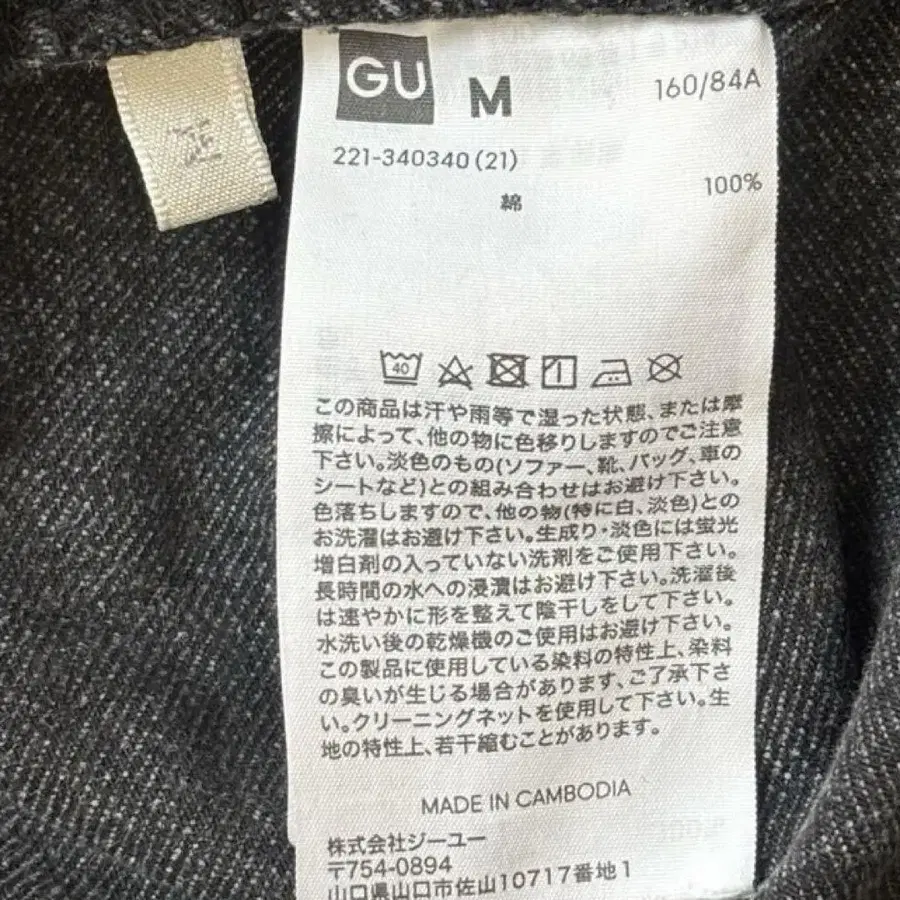 M
GU M 160/84A
221-340340(21)
綿 100%
40
この商品は汗や雨等で湿った状態、または摩
擦によって、他の物に色移りしますのでご注意
下さい。淡色のもの(ソファー、靴、バッグ、車の
シートなど)との組み合わせはお避け下さい。
色落ちしますので、他の物(特に白、淡色)との
お洗濯はお避け下さい。生成り・淡色には蛍光
増白剤の入っていない洗剤をご使用下さい。
長時間の水への浸漬はお避け下さい。洗濯後
は速やかに形を整えて陰干しをして下さい。
水洗い後の乾燥機のご使用はお避け下さい。
この製品に使用している染料の特性上、染料
の臭いが生じる場合があります、ご了承下さ
い。クリーニングネットを使用して下さい。生
地の特性上、若干縮むことがあります。
MADE IN CAMBODIA
株式会社ジーユー
〒754-0894
山口県山口市佐山10717番地1